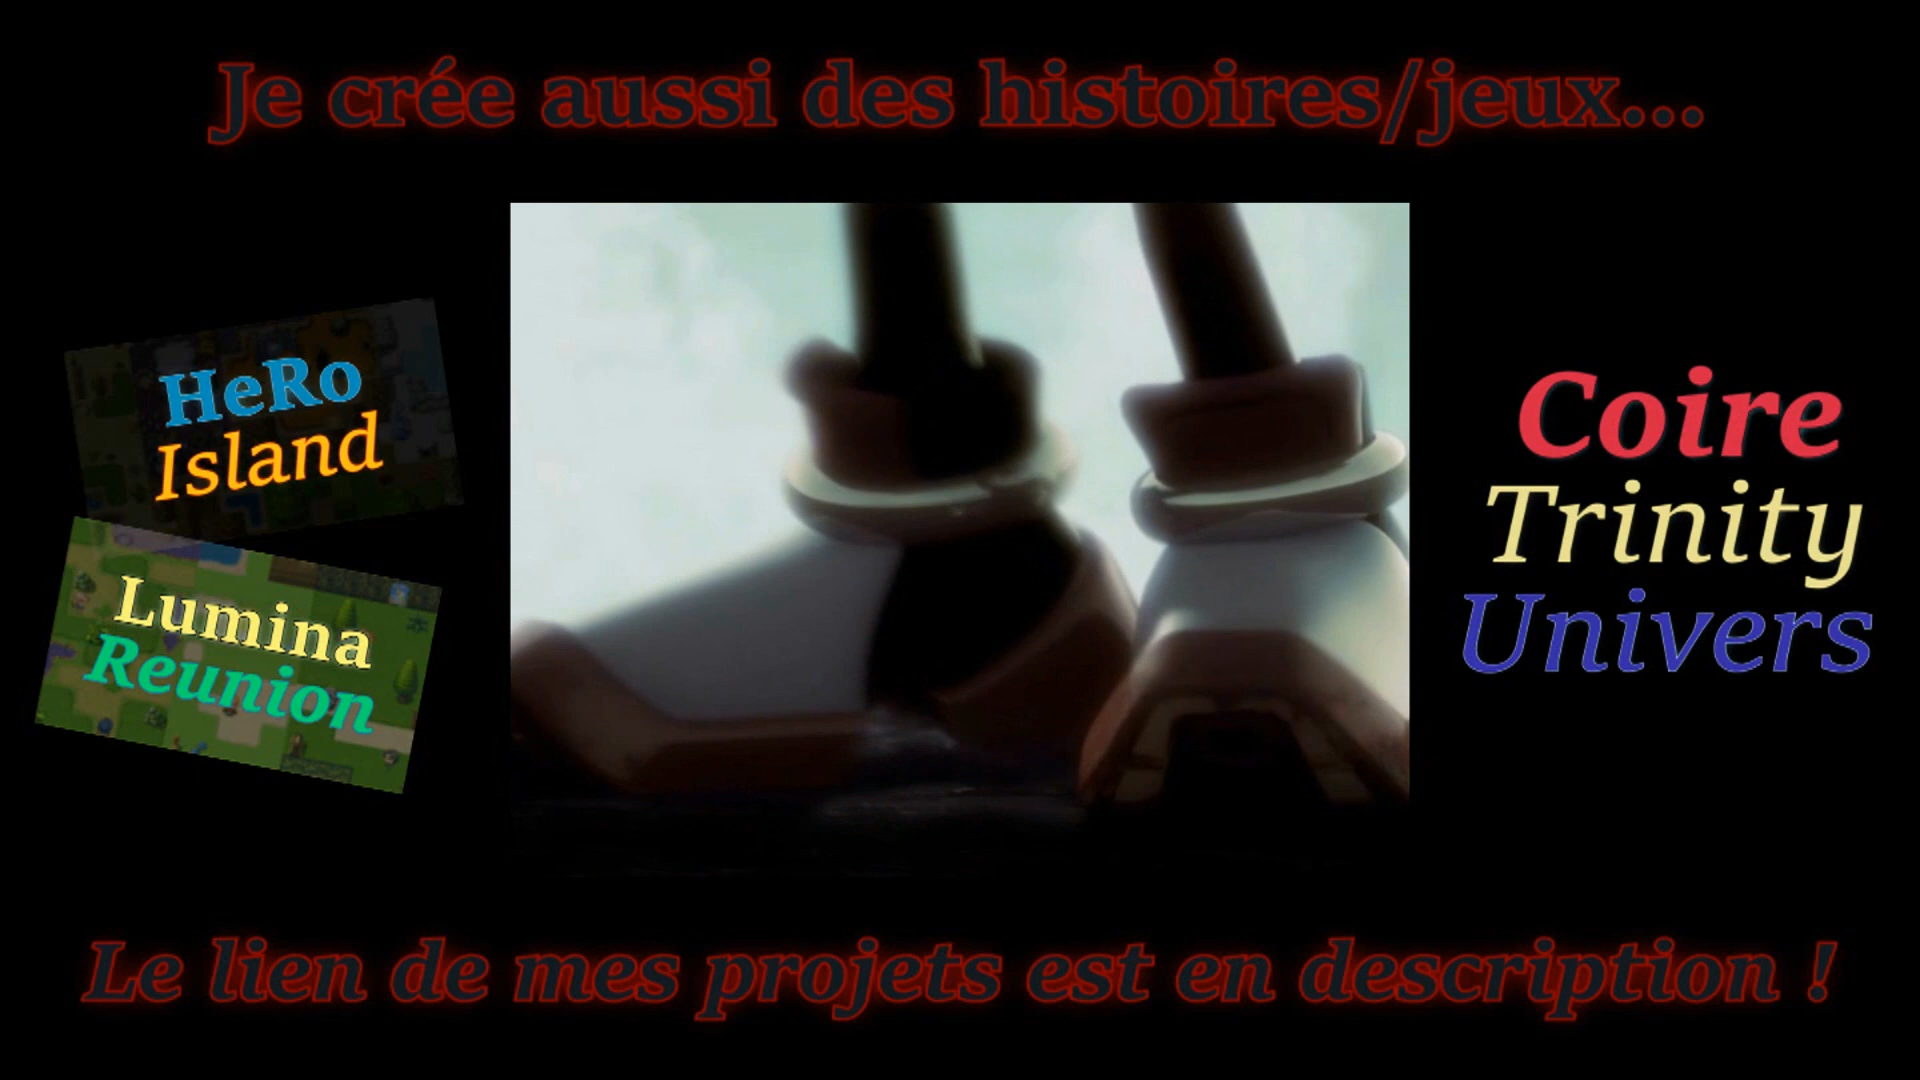 Je crée aussi des histoires/jeux...
HeRo
Island
Lumina
Reunion
Coire
Trinity
Univers
Le lien de mes projets est en description !